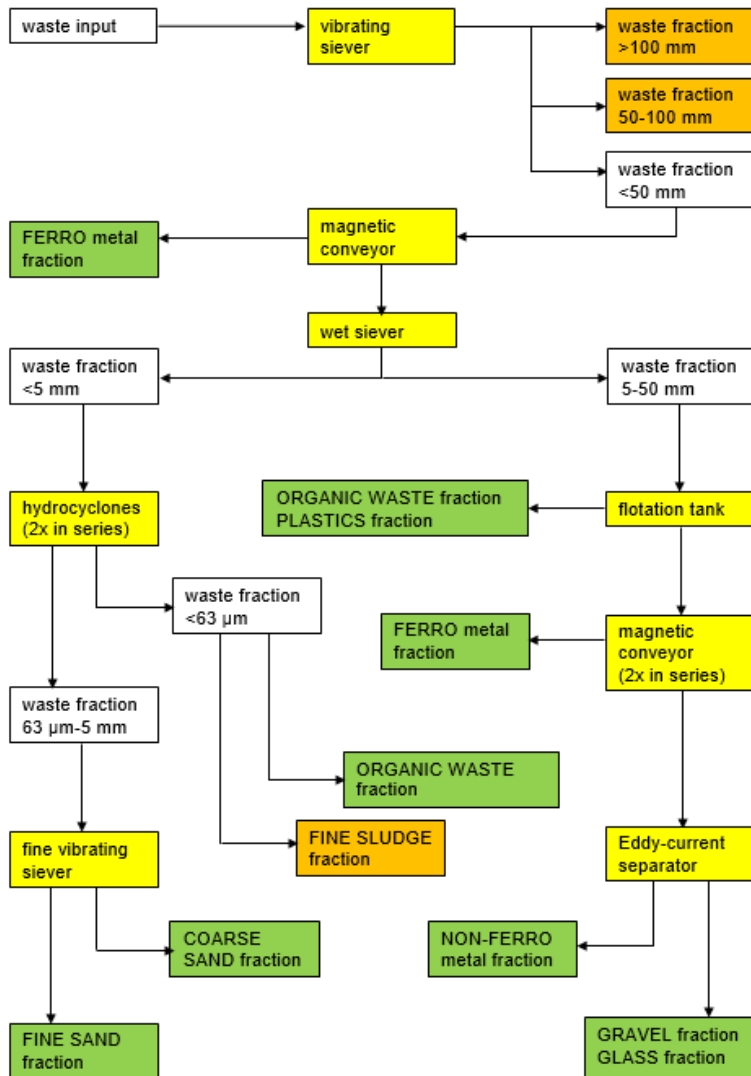 waste input
vibrating
siever
waste fraction
>100 mm
waste fraction
50-100 mm
waste fraction
<50 mm
FERRO metal
fraction
magnetic
conveyor
wet siever
waste fraction
<5 mm
waste fraction
5-50 mm
hydrocyclones
(2x in series)
ORGANIC WASTE fraction
PLASTICS fraction
flotation tank
waste fraction
<63 µm
FERRO metal
fraction
magnetic
conveyor
(2x in series)
waste fraction
63 µm-5 mm
ORGANIC WASTE
fraction
fine vibrating
siever
FINE SLUDGE
fraction
Eddy-current
separator
COARSE
SAND fraction
NON-FERRO
metal fraction
FINE SAND
fraction
GRAVEL fraction
GLASS fraction